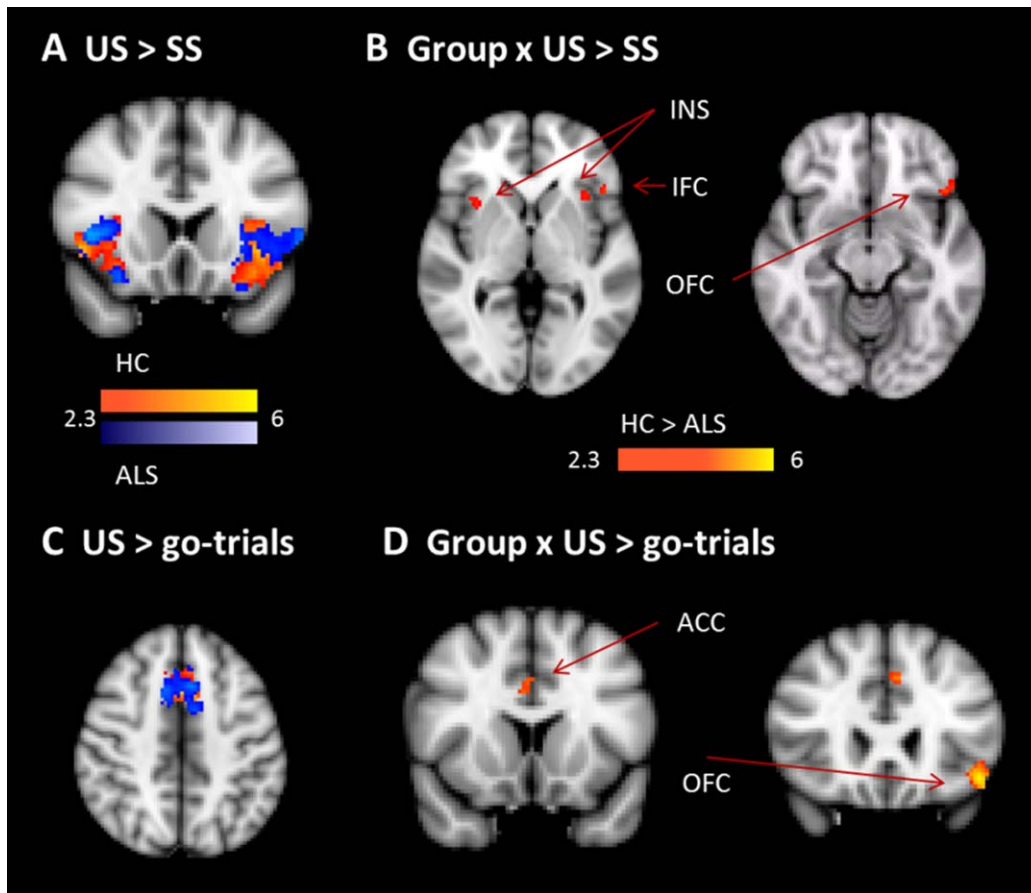 A US > SS
B Group x US > SS
INS
IFC
OFC
HC
2.3 6
ALS
HC > ALS
2.3 6
C US > go-trials
D Group x US > go-trials
ACC
OFC